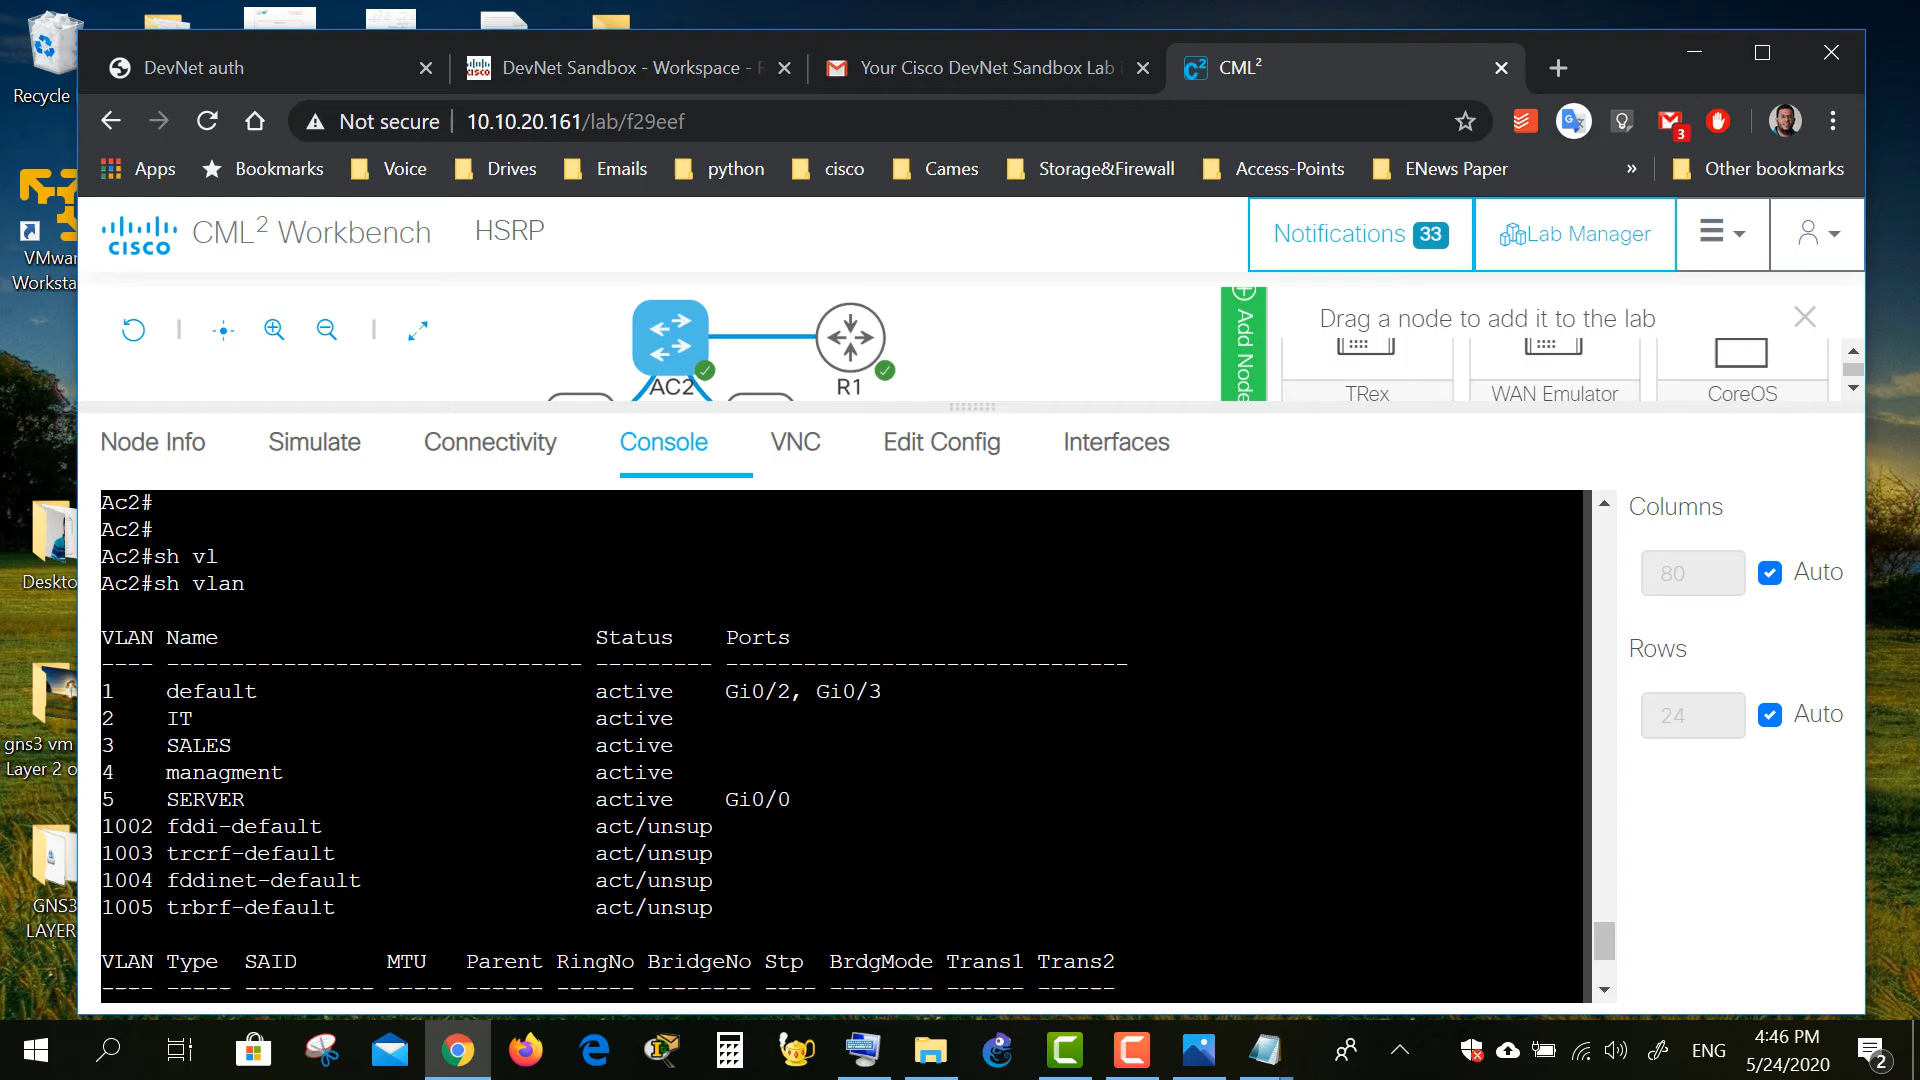 Recycle
VMwar
Worksta
Deskto
gns3 vm
Layer 2 o
GNS3
LAYER
DevNet auth
CISCO
DevNet Sandbox - Workspace -
Your Cisco DevNet Sandbox Lab
CML²
Not secure
10.10.20.161/lab/f29eef
3
Apps
Bookmarks
Voice
Drives
Emails
python
cisco
Cames
Storage&Firewall
Access-Points
ENews Paper
»
Other bookmarks
CISCO
CML² Workbench
HSRP
Notifications 33
Lab Manager
AC2
R1
Add Node
Drag a node to add it to the lab
TRex
WAN Emulator
CoreOS
Node Info
Simulate
Connectivity
Console
VNC
Edit Config
Interfaces
Ac2#
Ac2#
Ac2#sh vl
Ac2#sh vlan
VLAN Name Status Ports
---- -------------------------------- --------- -------------------------------
1 default active Gi0/2, Gi0/3
2 IT active
3 SALES active
4 managment active
5 SERVER active Gi0/0
1002 fddi-default act/unsup
1003 trcrf-default act/unsup
1004 fddinet-default act/unsup
1005 trbrf-default act/unsup
VLAN Type SAID MTU Parent RingNo BridgeNo Stp BrdgMode Trans1 Trans2
---- ----- ---------- ----- ------ ------ -------- ---- -------- ------ ------
Columns
80
Auto
Rows
24
Auto
ENG
4:46 PM
5/24/2020
2